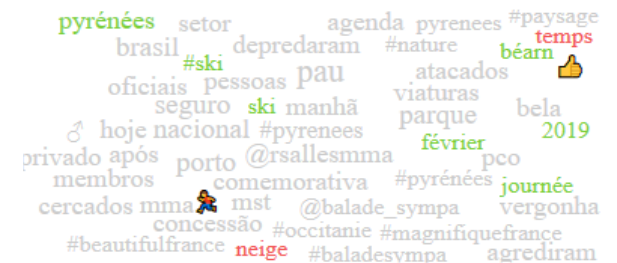 pyrénées setor agenda pyrenees #paysage
brasil depredaram #nature béarn temps
#ski
oficiais pessoas pau atacados 👍
seguro ski manhã viaturas
♂ hoje nacional #pyrenees parque bela
février 2019
privado após porto @rsallesmma pco
membros comemorativa #pyrénées journée
cercados mma 🏃 mst @balade_sympa vergonha
concessão #occitanie #magnifiquefrance
#beautifulfrance neige #baladesympa agrediram